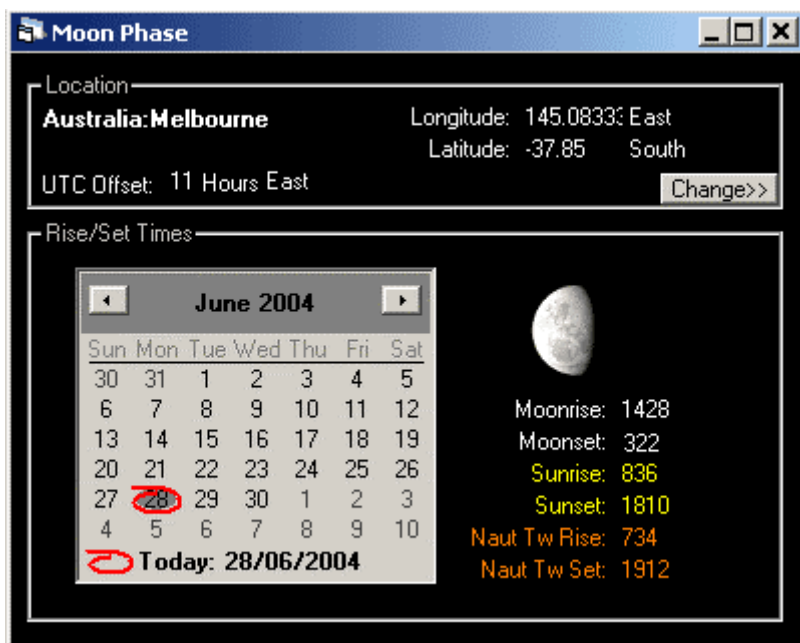 Moon Phase
Location
Australia:Melbourne
Longitude: 145.08333 East
Latitude: -37.85 South
UTC Offset: 11 Hours East
Change>>
Rise/Set Times
June 2004
Sun Mon Tue Wed Thu Fri Sat
30 31 1 2 3 4 5
6 7 8 9 10 11 12
13 14 15 16 17 18 19
20 21 22 23 24 25 26
27 28 29 30 1 2 3
4 5 6 7 8 9 10
Today: 28/06/2004
Moonrise: 1428
Moonset: 322
Sunrise: 836
Sunset: 1810
Naut Tw Rise: 734
Naut Tw Set: 1912